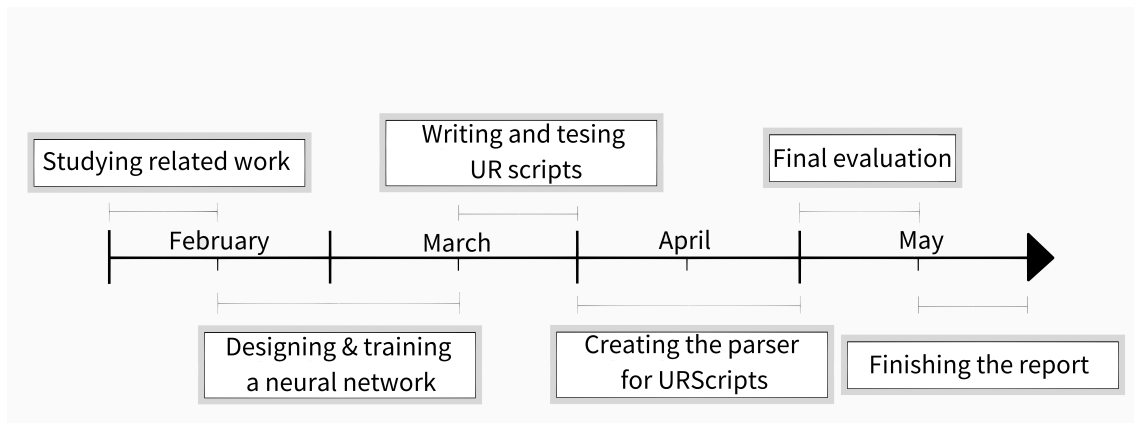 Writing and tesing
UR scripts
Studying related work
Final evaluation
February
March
April
May
Designing & training
a neural network
Creating the parser
for URScripts
Finishing the report